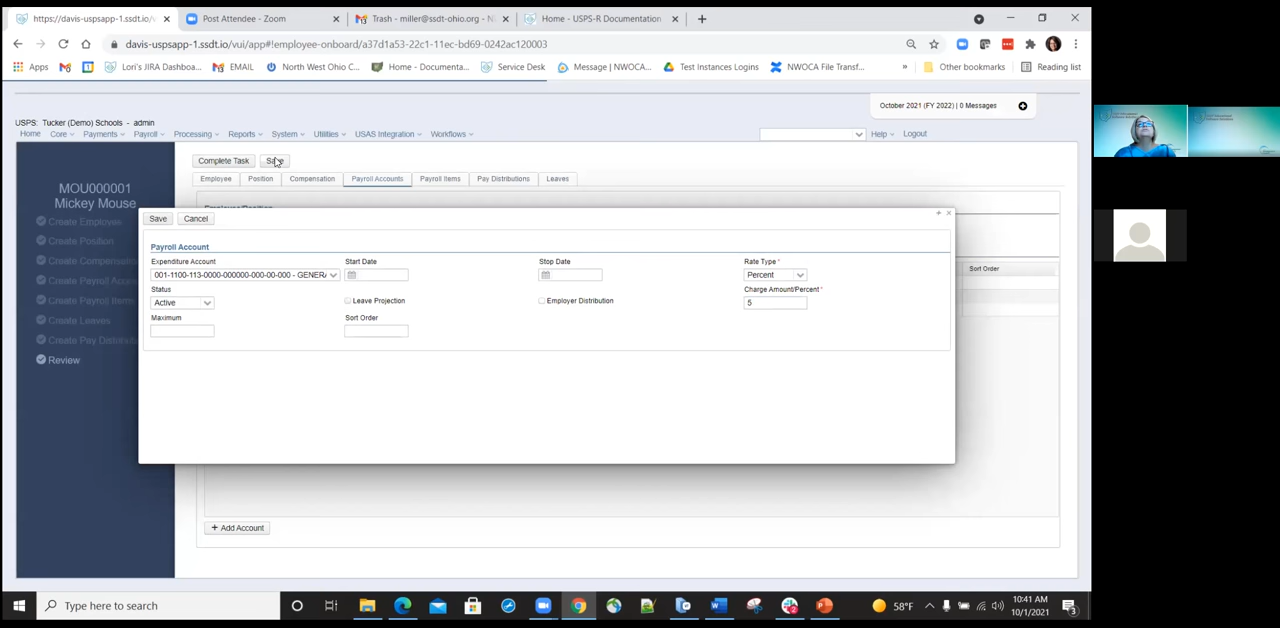 https://davis-uspsapp-1.ssdt.io/vu
Post Attendee - Zoom
Trash - miller@ssdt-ohio.org - N
Home - USPS-R Documentation
davis-uspsapp-1.ssdt.io/vui/app#!employee-onboard/a37d1a53-22c1-11ec-bd69-0242ac120003
Apps
Lori's JIRA Dashboa...
EMAIL
North West Ohio C...
Home - Documenta...
Service Desk
Message | NWOCA...
Test Instances Logins
NWOCA File Transf...
»
Other bookmarks
Reading list
October 2021 (FY 2022) | 0 Messages
USPS: Tucker (Demo) Schools - admin
Home Core Payments Payroll Processing Reports System Utilities USAS Integration Workflows Help Logout
Complete Task
Save
MOU000001
Mickey Mouse
Employee Position Compensation Payroll Accounts Payroll Items Pay Distributions Leaves
Create Employee
Create Position
Create Compensatio
Create Payroll Accou
Create Payroll Items
Create Leaves
Create Pay Distributi
Review
Employee/Position
Sort Order
Save Cancel
Payroll Account
Expenditure Account Start Date Stop Date Rate Type *
001-1100-113-0000-000000-000-00-000 - GENER Percent
Status Charge Amount/Percent *
Active Leave Projection Employer Distribution 5
Maximum Sort Order
+ Add Account
Type here to search
58°F
10:41 AM
10/1/2021
3